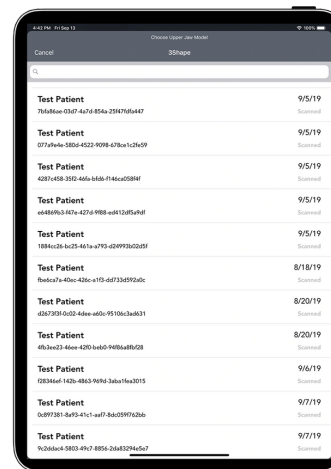 4:42 PM Fri Sep 13 100%
Choose Upper Jaw Model
Cancel 3Shape
Test Patient 9/5/19
7bfa86ae-03d7-4a7d-854a-25f47fdfa447 Scanned
Test Patient 9/5/19
077a9e4e-580d-4522-9098-678ce1c2fe59 Scanned
Test Patient 9/5/19
4287c458-35f2-46fa-bfd6-f146ca058f4f Scanned
Test Patient 9/5/19
e64869b3-f47e-427d-9f88-ed412df5a9df Scanned
Test Patient 9/5/19
1884cc26-bc25-461a-a793-d24993b02d5f Scanned
Test Patient 8/18/19
fbe6ca7a-40ec-426c-a1f3-dd733d592a0c Scanned
Test Patient 8/20/19
d2673f3f-0c02-4dee-a60c-95106c3ad631 Scanned
Test Patient 8/20/19
4fb3ee23-46ee-42f0-beb0-94f86a8fbf28 Scanned
Test Patient 9/6/19
f28346ef-142b-4863-969d-3aba1fea3015 Scanned
Test Patient 9/7/19
0c897381-8a93-41c1-aaf7-8dc059f762bb Scanned
Test Patient 9/7/19
9c2ddac4-5803-49c7-8856-2da83294e5e7 Scanned